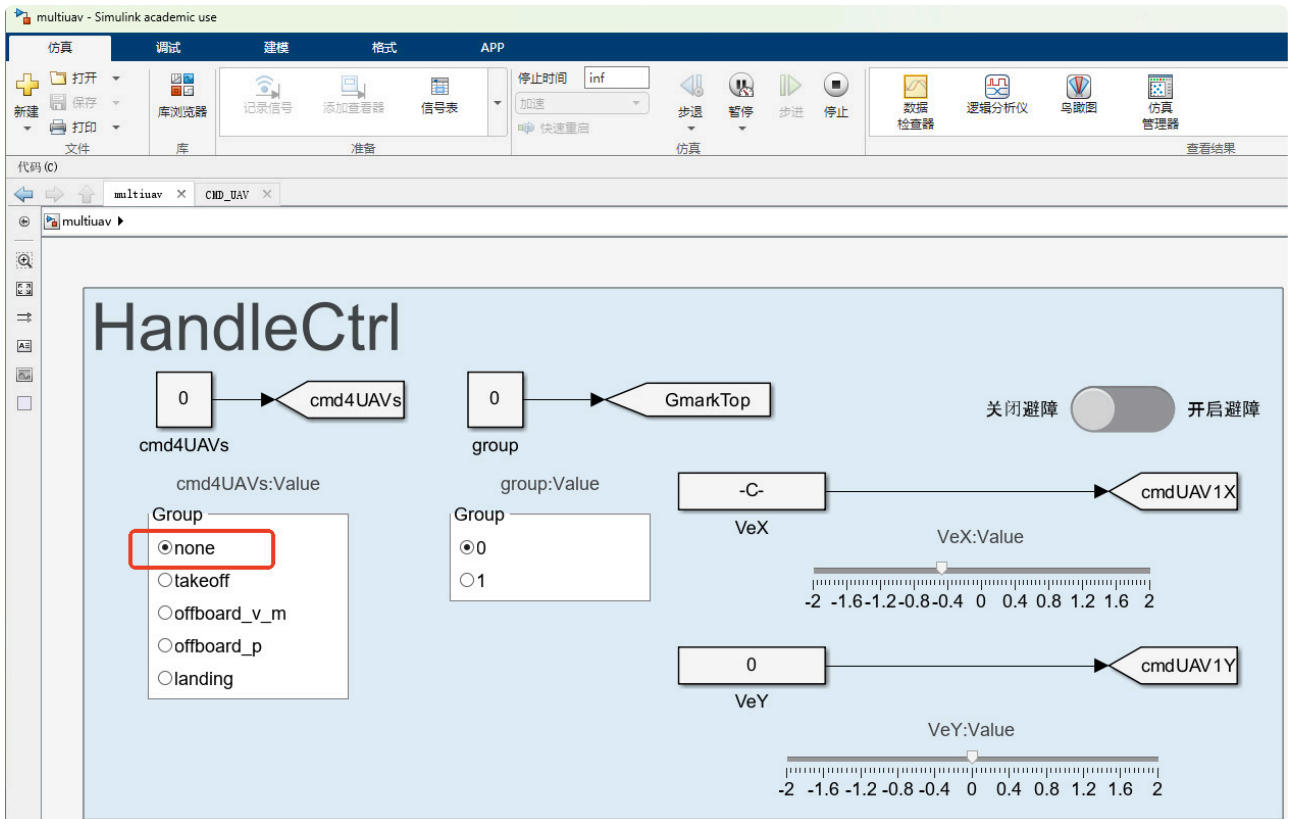 multiuav - Simulink academic use
仿真 调试 建模 格式 APP
新建 打开 保存 打印 库浏览器 记录信号 添加查看器 信号表 停止时间 inf 加速 快速重启 步退 暂停 步进 停止 数据检查器 逻辑分析仪 鸟瞰图 仿真管理器
文件 库 准备 仿真 查看结果
代码(C)
multiuav CMD_UAV
multiuav
HandleCtrl
0 cmd4UAVs
cmd4UAVs
0 GmarkTop
group
关闭避障 开启避障
cmd4UAVs:Value
Group
none
takeoff
offboard_v_m
offboard_p
landing
group:Value
Group
0
1
-C- cmdUAV1X
VeX
VeX:Value
-2 -1.6 -1.2 -0.8 -0.4 0 0.4 0.8 1.2 1.6 2
0 cmdUAV1Y
VeY
VeY:Value
-2 -1.6 -1.2 -0.8 -0.4 0 0.4 0.8 1.2 1.6 2